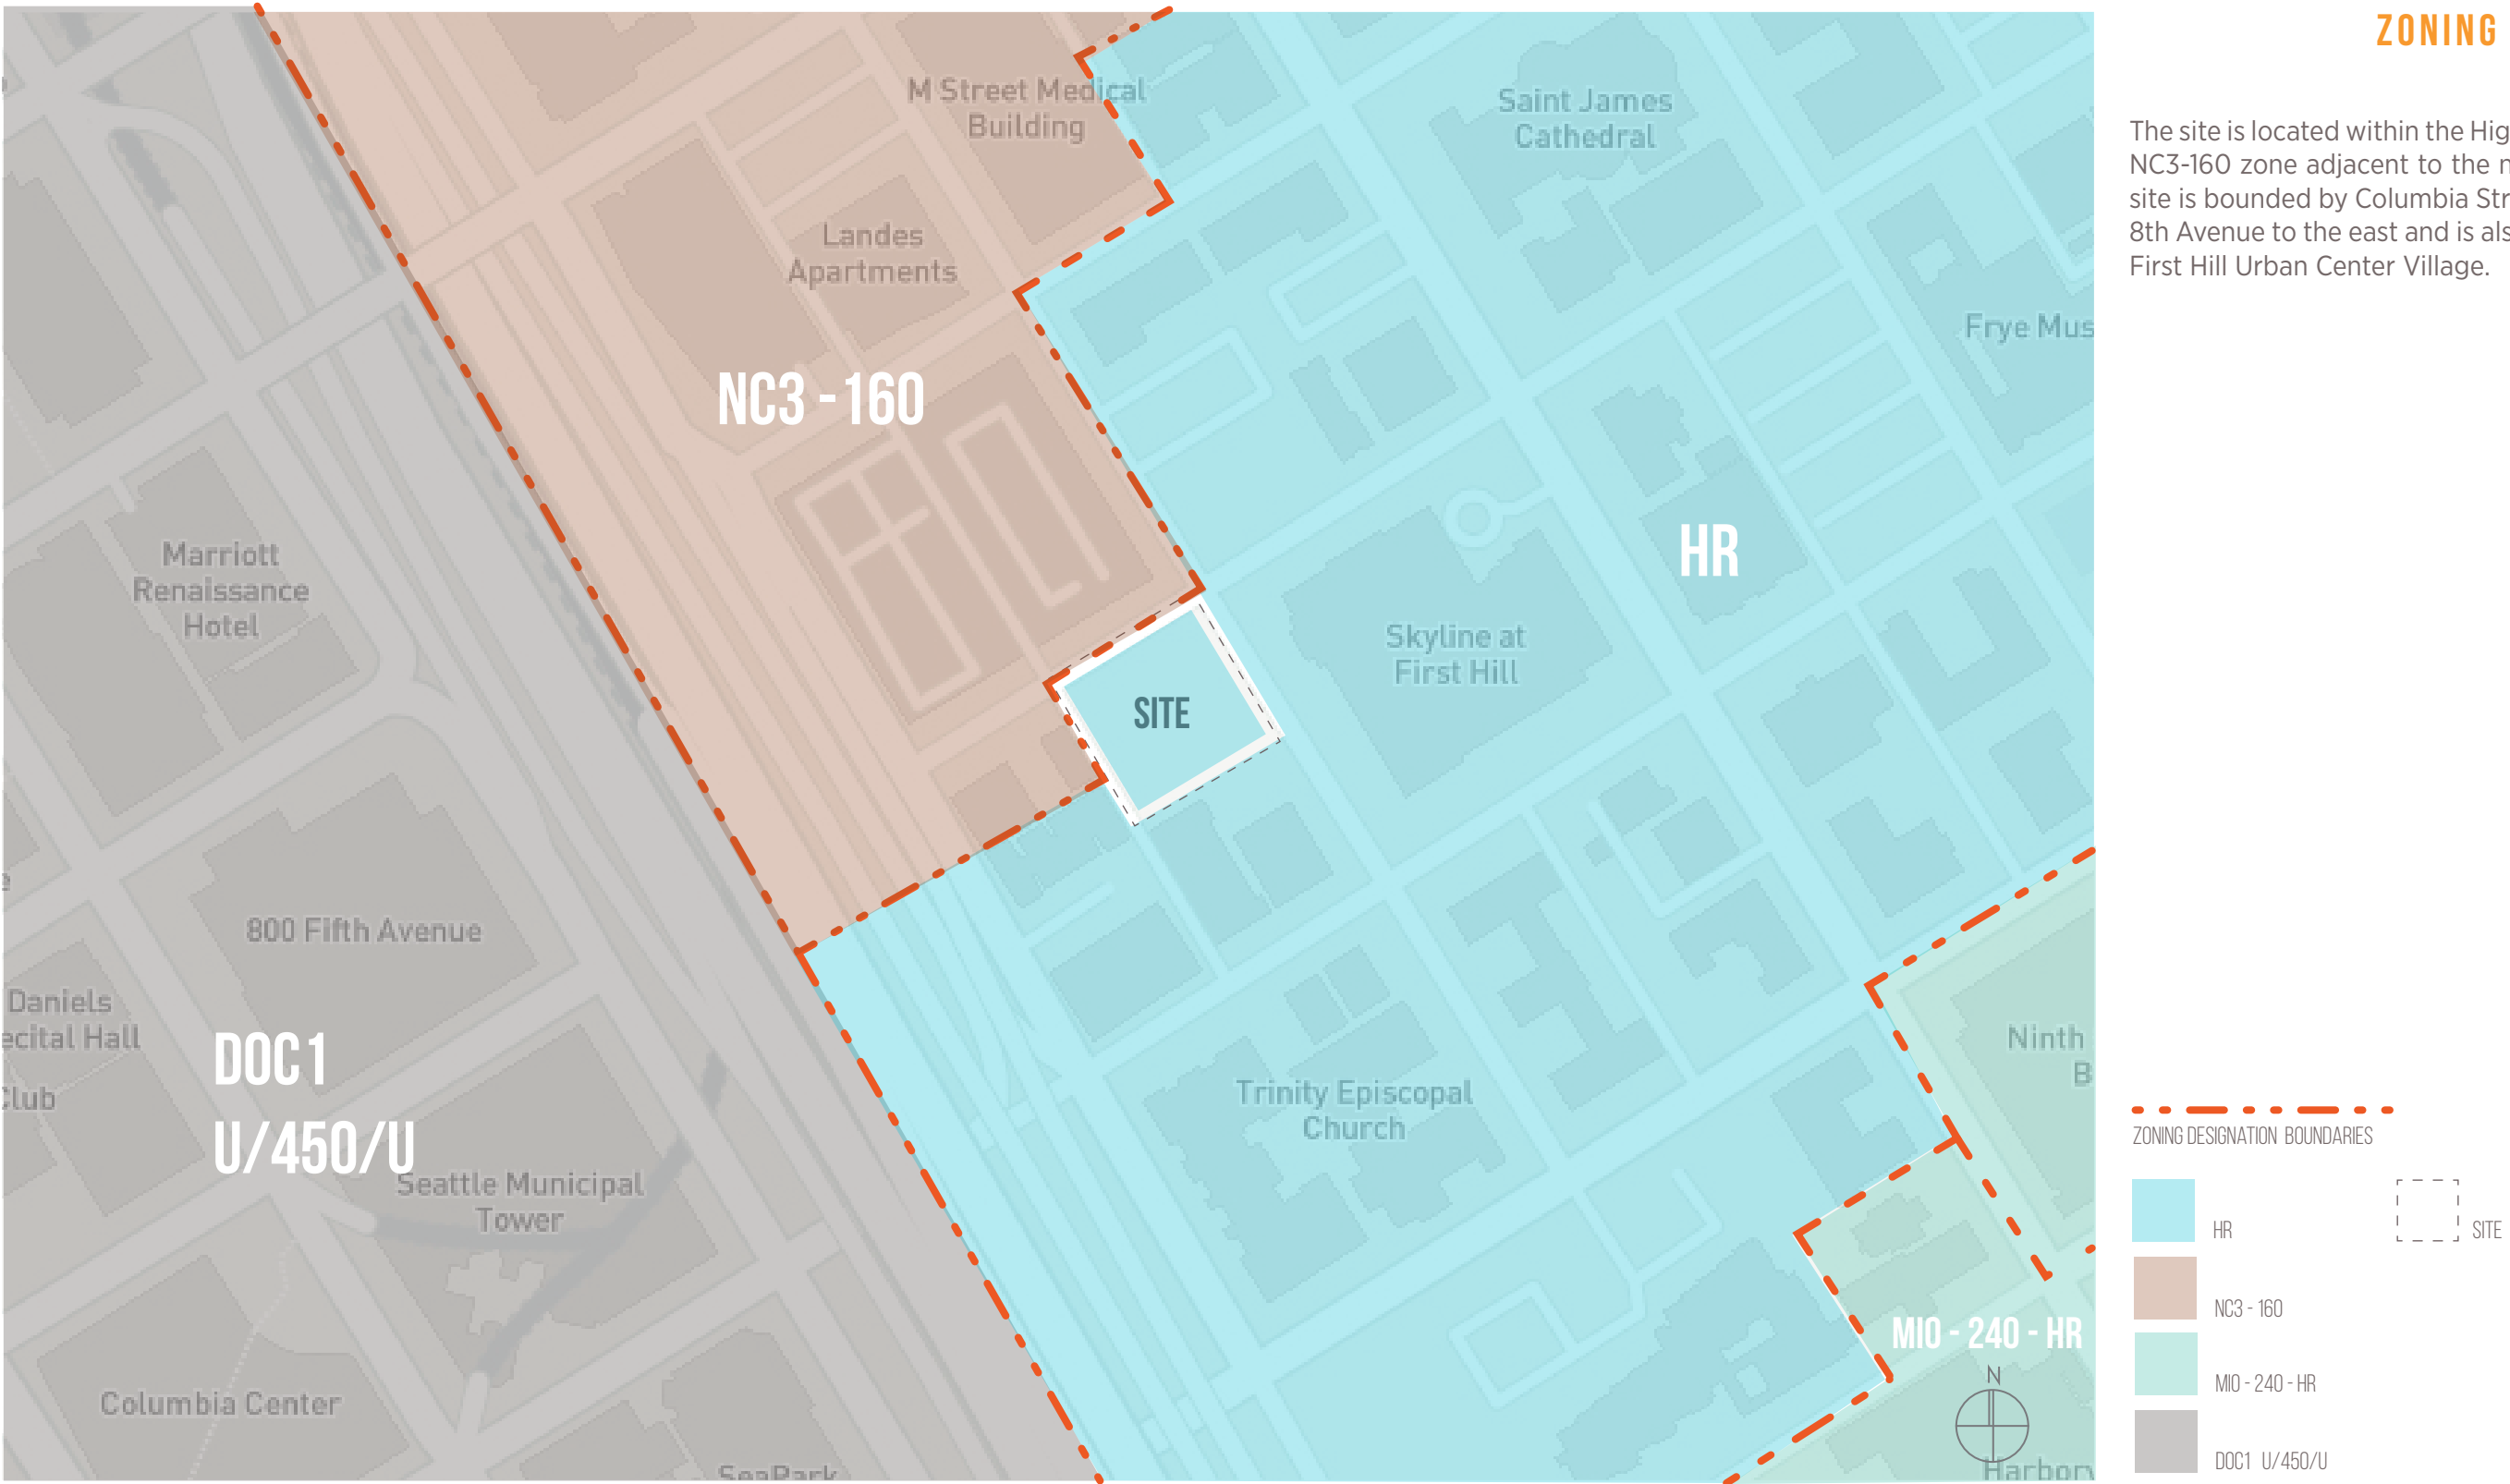 ZONING
The site is located within the Hig
NC3-160 zone adjacent to the
site is bounded by Columbia Str
8th Avenue to the east and is als
First Hill Urban Center Village.
M Street Medical
Building
Saint James
Cathedral
Landes
Apartments
Frye Mus
NC3 - 160
HR
Marriott
Renaissance
Hotel
Skyline at
First Hill
SITE
800 Fifth Avenue
Daniels
ecital Hall
Club
DOC1
U/450/U
Ninth
B
Trinity Episcopal
Church
Seattle Municipal
Tower
MIO - 240 - HR
N
Columbia Center
SeaPark
Harborv
ZONING DESIGNATION BOUNDARIES
HR
SITE
NC3 - 160
MIO - 240 - HR
DOC1 U/450/U